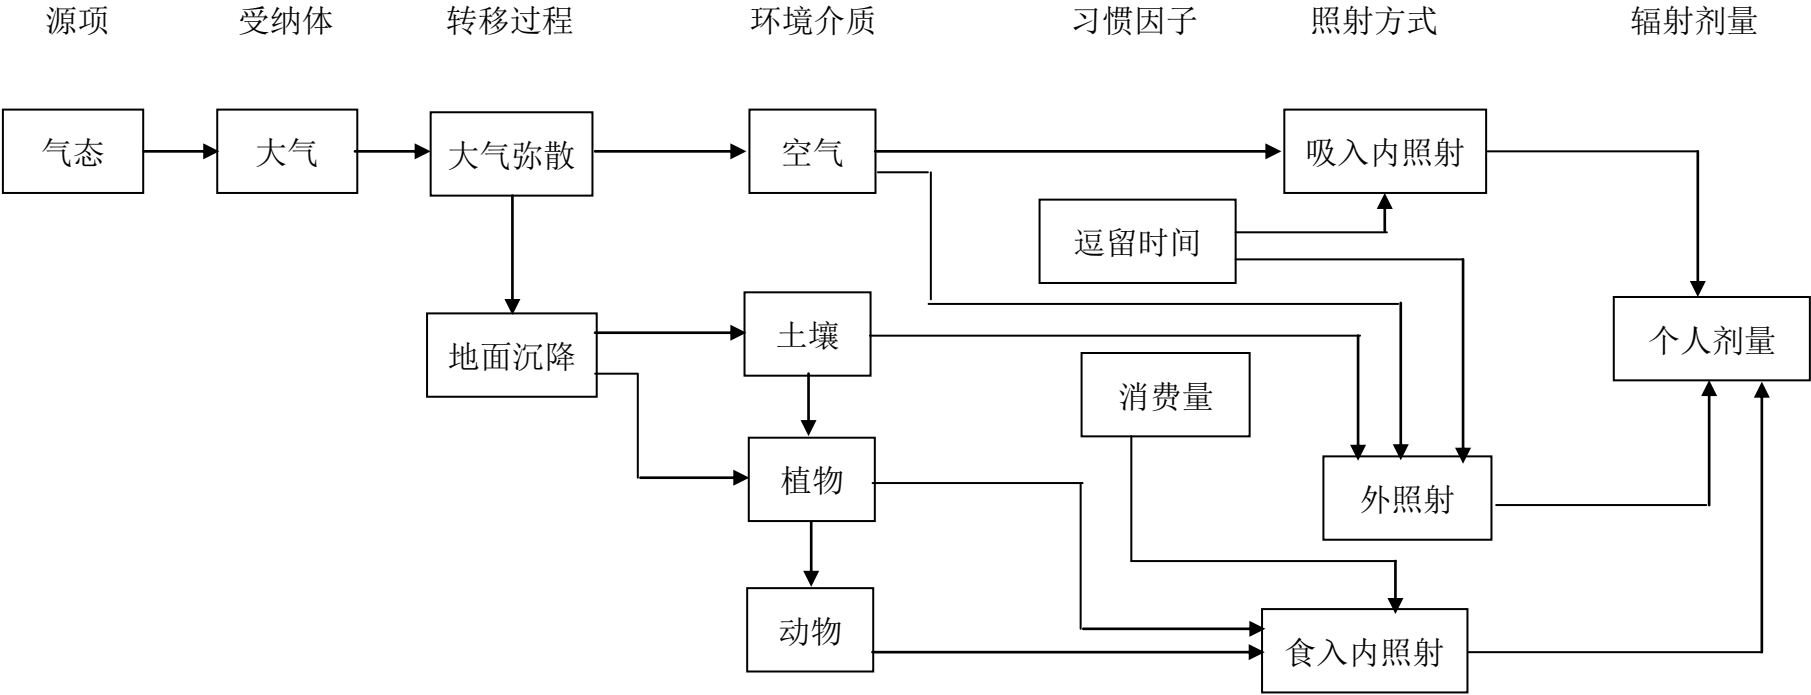 源项 受纳体 转移过程 环境介质 习惯因子 照射方式 辐射剂量
气态 大气 大气弥散 空气 吸入内照射
逗留时间
地面沉降 土壤 个人剂量
消费量
植物 外照射
动物 食入内照射